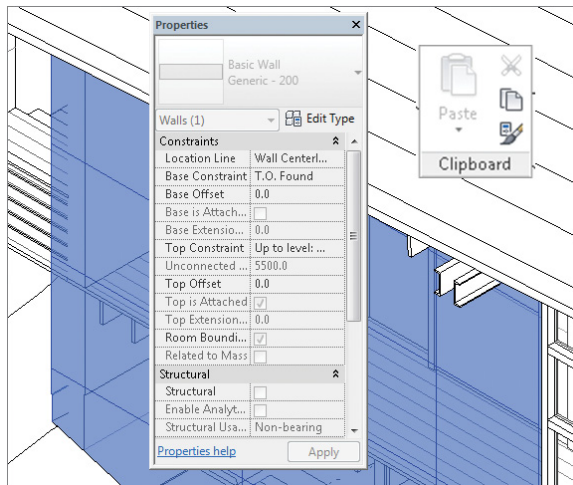 Properties
Basic Wall
Generic - 200
Walls (1)
Edit Type
Constraints
Location Line Wall Centerl...
Base Constraint T.O. Found
Base Offset 0.0
Base is Attach...
Base Extensio... 0.0
Top Constraint Up to level: ...
Unconnected ... 5500.0
Top Offset 0.0
Top is Attached
Top Extension... 0.0
Room Boundi...
Related to Mass
Structural
Structural
Enable Analyt...
Structural Usa... Non-bearing
Properties help
Apply
Paste
Clipboard